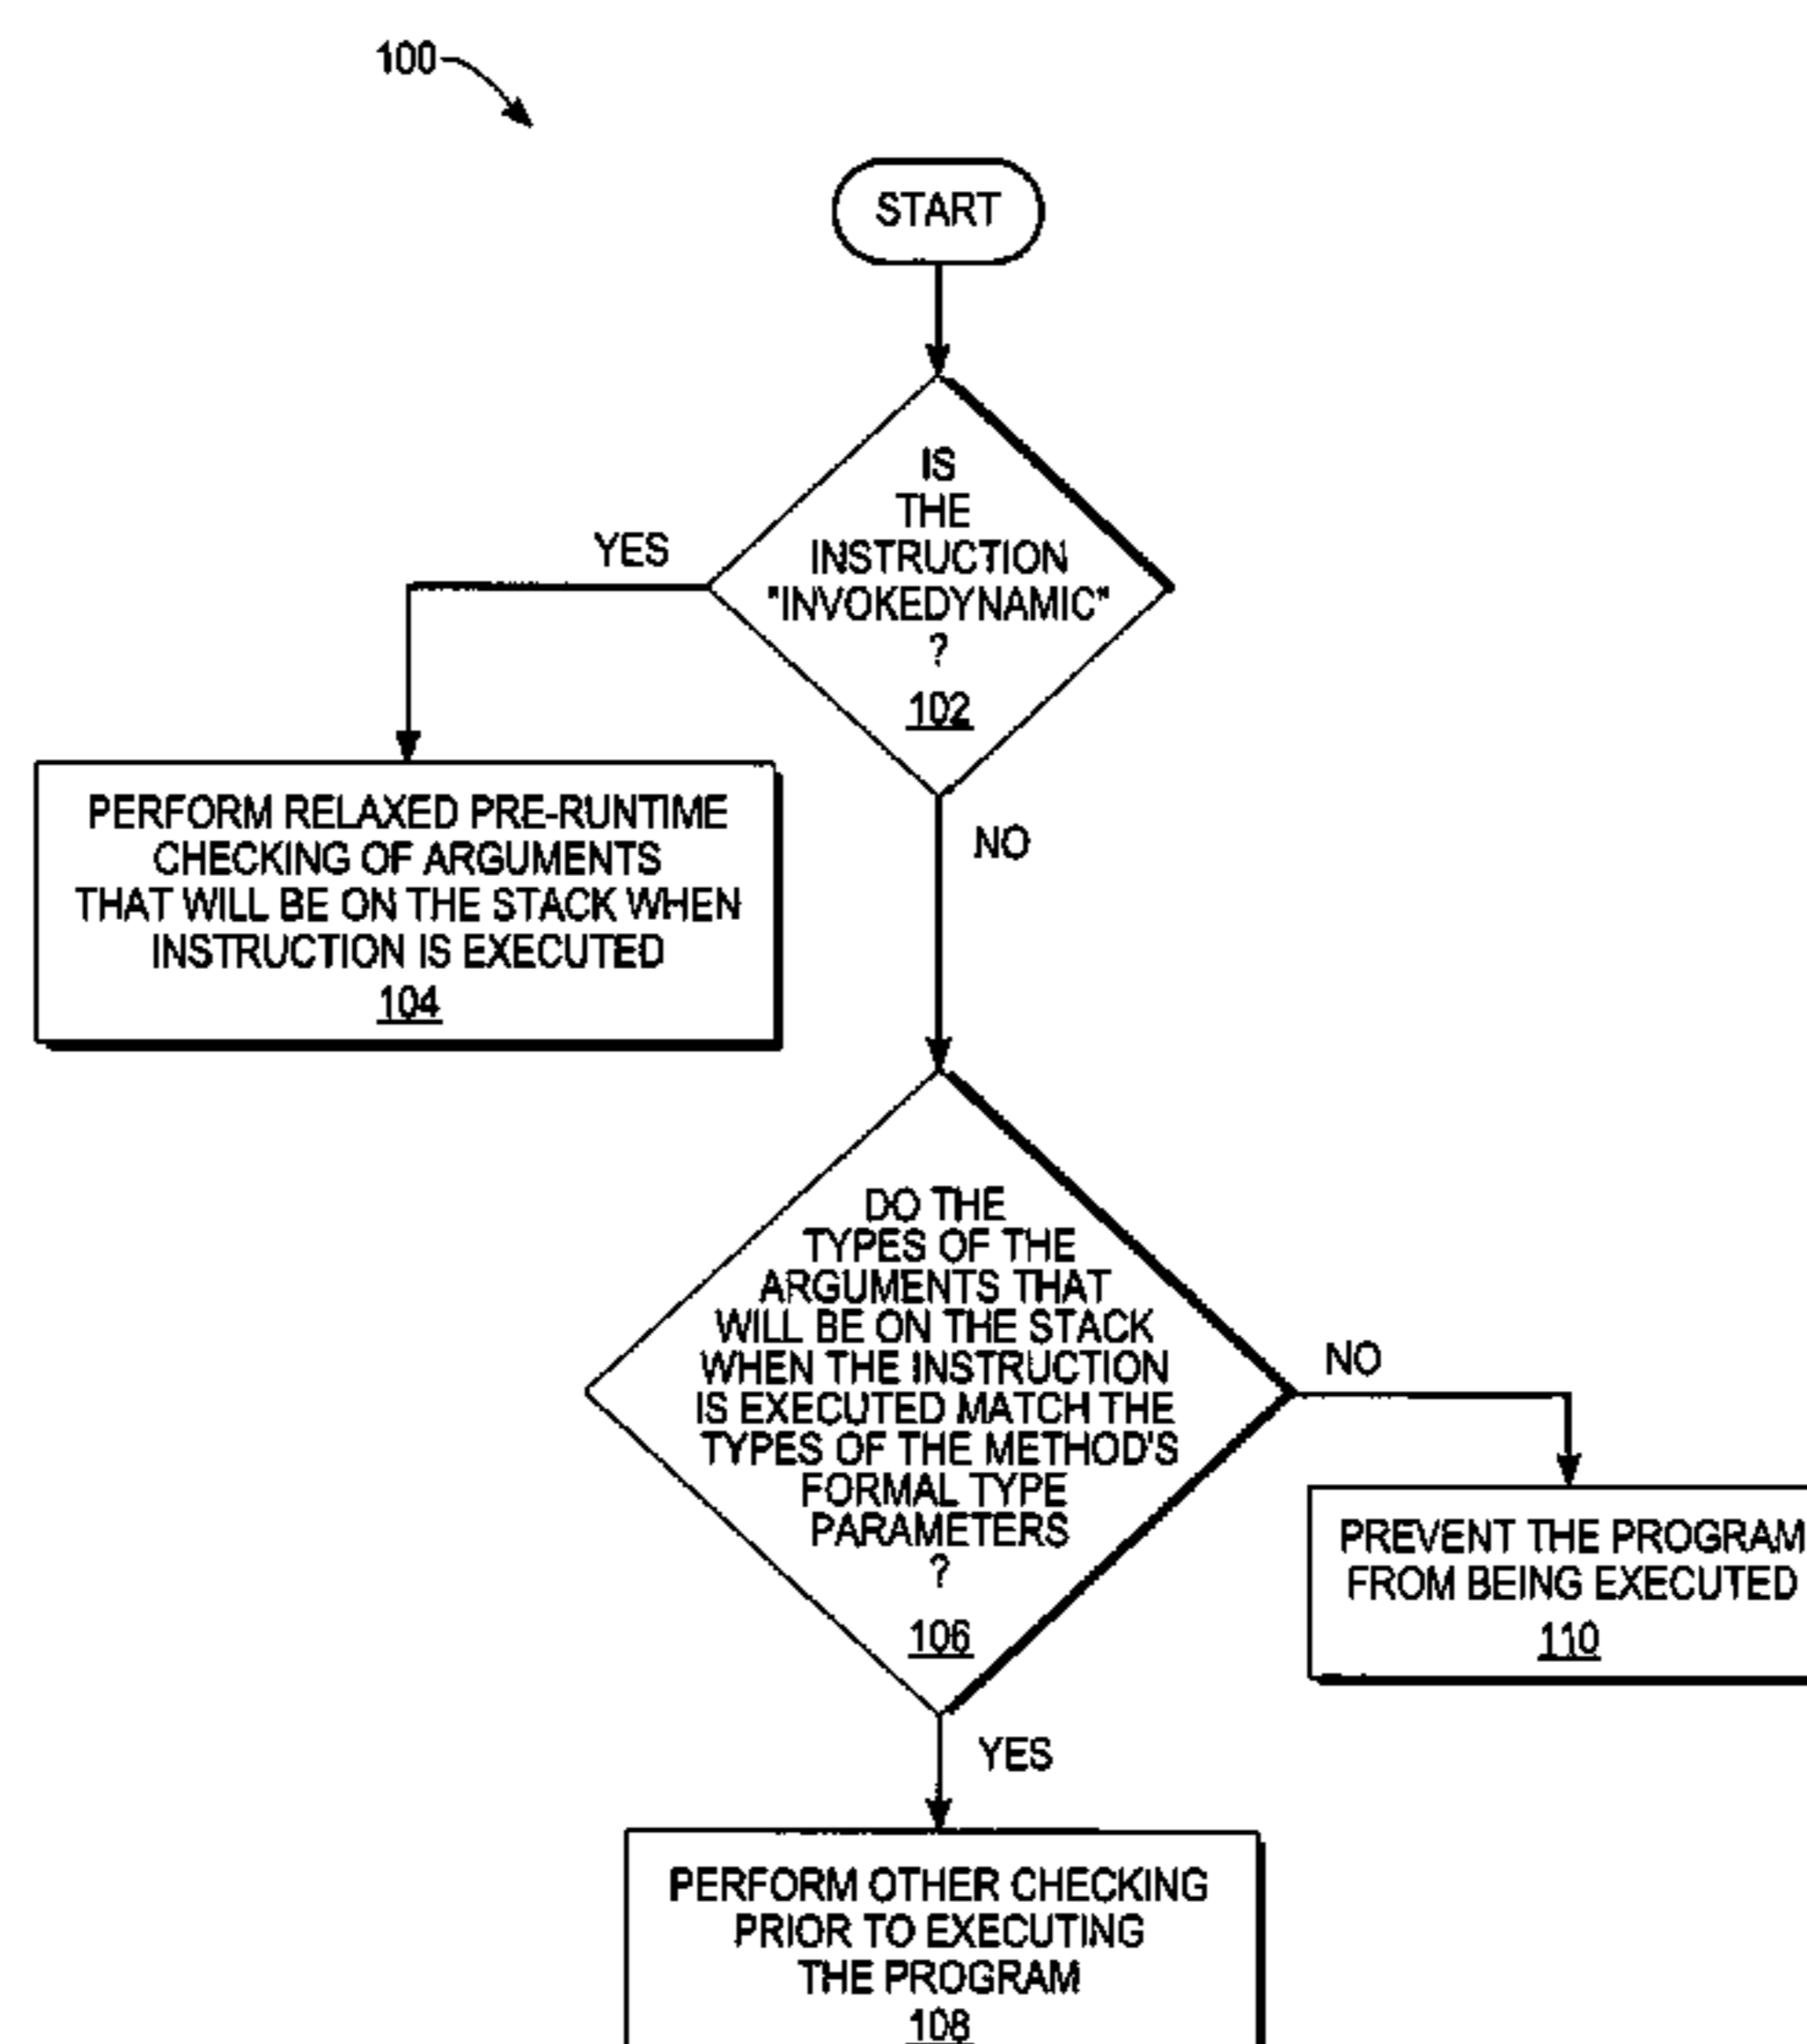 100
START
IS
THE
INSTRUCTION
"INVOKEDYNAMIC"
?
102
YES
NO
PERFORM RELAXED PRE-RUNTIME
CHECKING OF ARGUMENTS
THAT WILL BE ON THE STACK WHEN
INSTRUCTION IS EXECUTED
104
DO THE
TYPES OF THE
ARGUMENTS THAT
WILL BE ON THE STACK
WHEN THE INSTRUCTION
IS EXECUTED MATCH THE
TYPES OF THE METHOD'S
FORMAL TYPE
PARAMETERS
?
106
NO
PREVENT THE PROGRAM
FROM BEING EXECUTED
110
YES
PERFORM OTHER CHECKING
PRIOR TO EXECUTING
THE PROGRAM
108